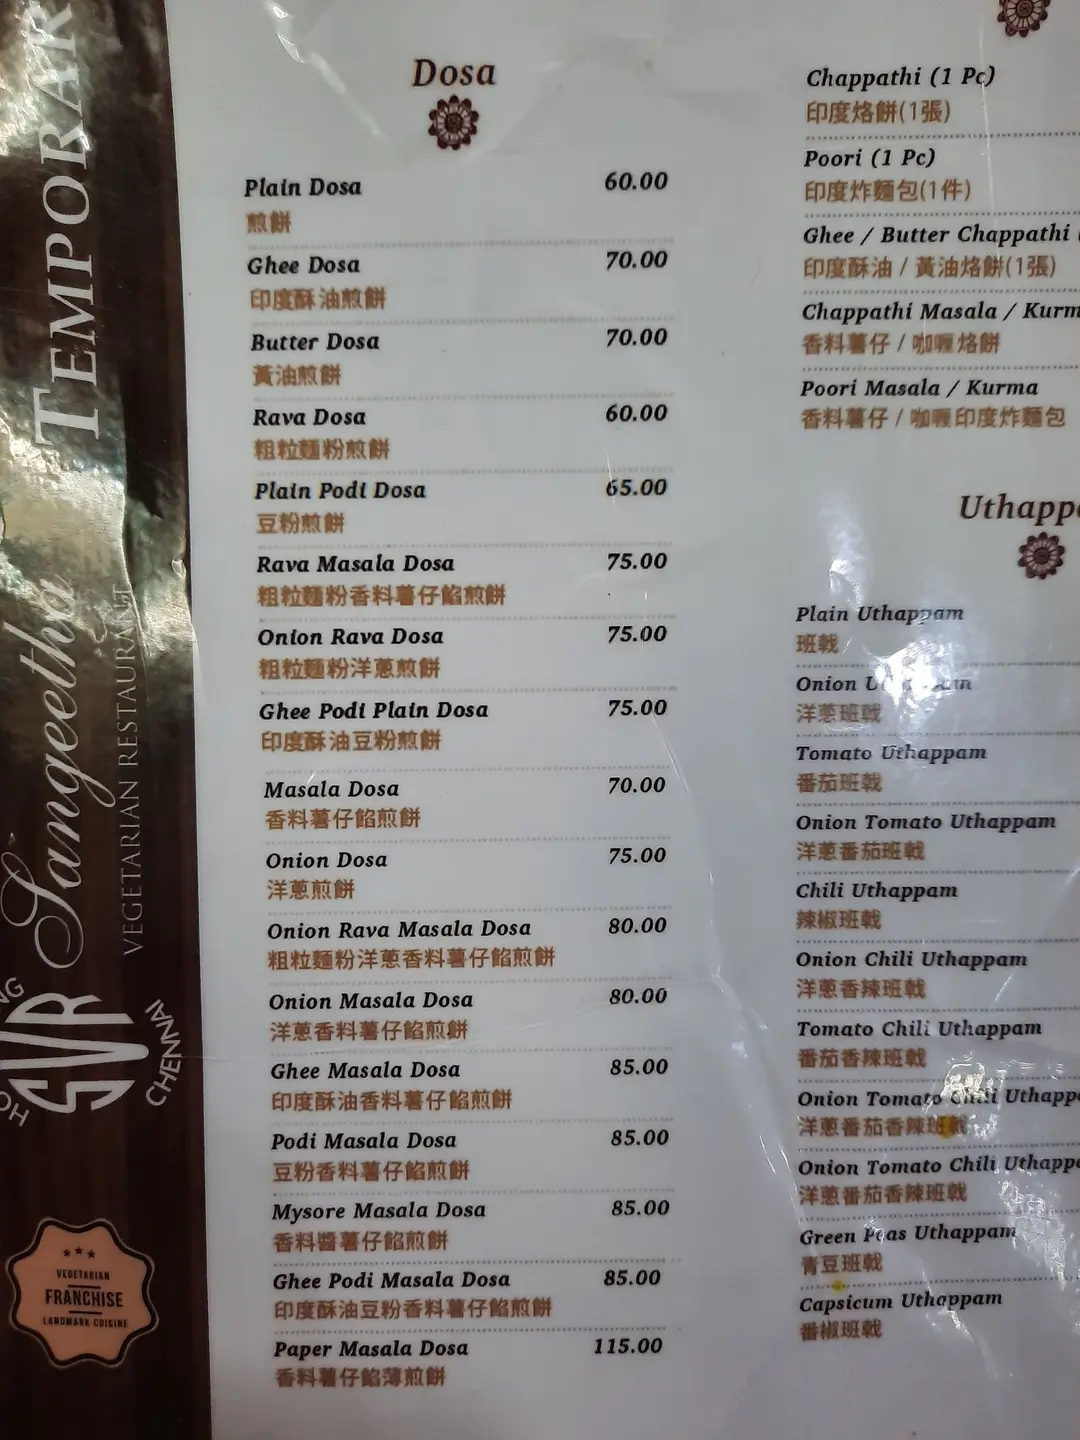 TEMPORAR
Sangeetha
VEGETARIAN RESTAURANT
SVR
CHENNAI
VEGETARIAN
FRANCHISE
LANDMARK CUISINE
Dosa
Plain Dosa 60.00
煎餅
Ghee Dosa 70.00
印度酥油煎餅
Butter Dosa 70.00
黃油煎餅
Rava Dosa 60.00
粗粒麵粉煎餅
Plain Podi Dosa 65.00
豆粉煎餅
Rava Masala Dosa 75.00
粗粒麵粉香料薯仔餡煎餅
Onion Rava Dosa 75.00
粗粒麵粉洋蔥煎餅
Ghee Podi Plain Dosa 75.00
印度酥油豆粉煎餅
Masala Dosa 70.00
香料薯仔餡煎餅
Onion Dosa 75.00
洋蔥煎餅
Onion Rava Masala Dosa 80.00
粗粒麵粉洋蔥香料薯仔餡煎餅
Onion Masala Dosa 80.00
洋蔥香料薯仔餡煎餅
Ghee Masala Dosa 85.00
印度酥油香料薯仔餡煎餅
Podi Masala Dosa 85.00
豆粉香料薯仔餡煎餅
Mysore Masala Dosa 85.00
香料醬薯仔餡煎餅
Ghee Podi Masala Dosa 85.00
印度酥油豆粉香料薯仔餡煎餅
Paper Masala Dosa 115.00
香料薯仔餡薄煎餅
Chappathi (1 Pc)
印度烙餅(1張)
Poori (1 Pc)
印度炸麵包(1件)
Ghee / Butter Chappathi (
印度酥油 / 黃油烙餅(1張)
Chappathi Masala / Kurm
香料薯仔 / 咖喱烙餅
Poori Masala / Kurma
香料薯仔 / 咖喱印度炸麵包
Uthappa
Plain Uthappam
班戟
Onion
洋蔥班戟
Tomato Uthappam
番茄班戟
Onion Tomato Uthappam
洋蔥番茄班戟
Chili Uthappam
辣椒班戟
Onion Chili Uthappam
洋蔥香辣班戟
Tomato Chili Uthappam
番茄香辣班戟
Onion Tomato Chili Uthappa
洋蔥番茄香辣班戟
Onion Tomato Chili Uthappa
洋蔥番茄香辣班戟
Green Peas Uthappam
青豆班戟
Capsicum Uthappam
番椒班戟